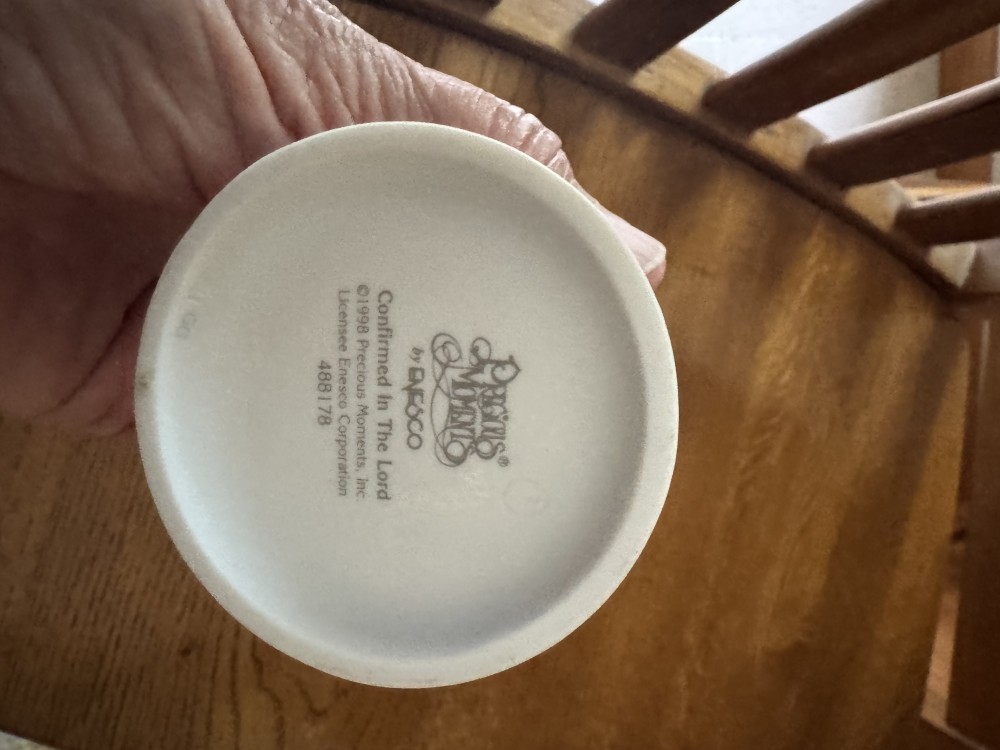 PRECIOUS
MOMENTS®
by ENESCO
Confirmed In The Lord
©1998 Precious Moments, Inc.
Licensee Enesco Corporation
488178